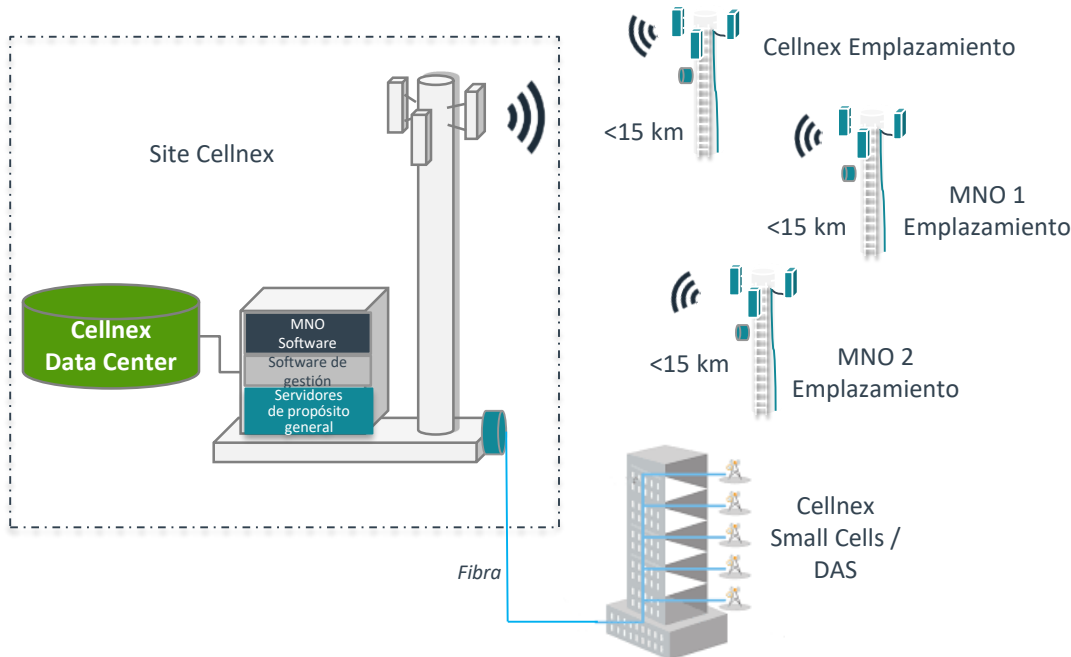 Site Cellnex
Cellnex
Data Center
MNO
Software
Software de
gestión
Servidores
de propósito
general
Fibra
Cellnex Emplazamiento
<15 km
MNO 1
Emplazamiento
<15 km
MNO 2
Emplazamiento
<15 km
Cellnex
Small Cells /
DAS